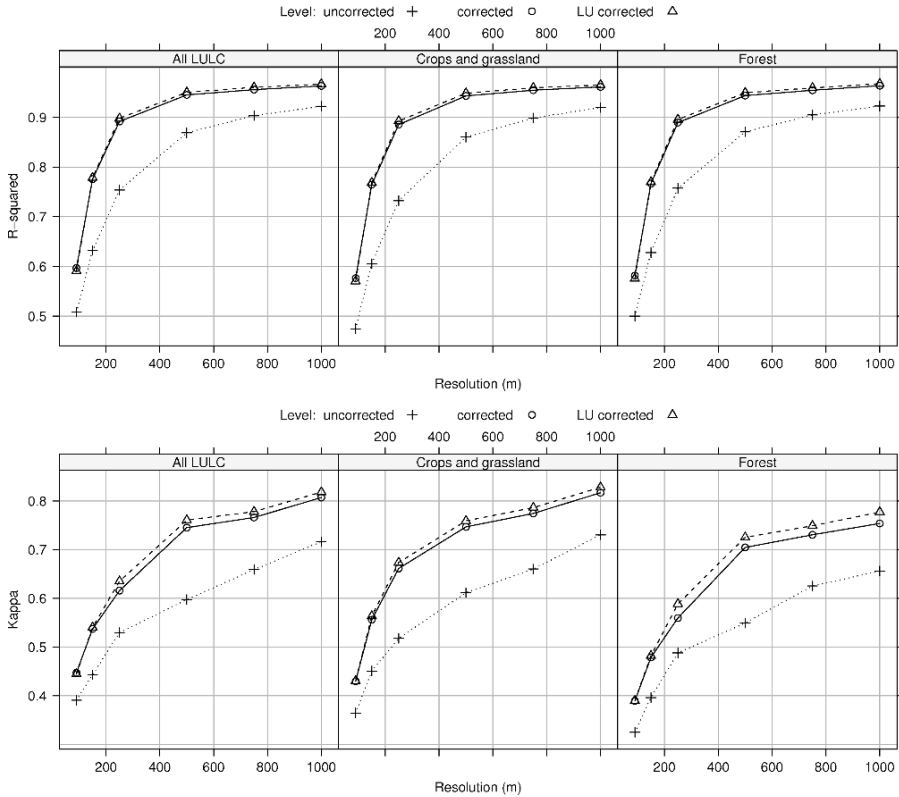 Level: uncorrected + corrected o LU corrected △
200 400 600 800 1000
All LULC Crops and grassland Forest
0.9
0.8
0.7
0.6
0.5
R-squared
200 400 600 800 1000 200 400 600 800 1000
Resolution (m)
Level: uncorrected + corrected o LU corrected △
200 400 600 800 1000
All LULC Crops and grassland Forest
0.8
0.7
0.6
0.5
0.4
Kappa
200 400 600 800 1000 200 400 600 800 1000
Resolution (m)